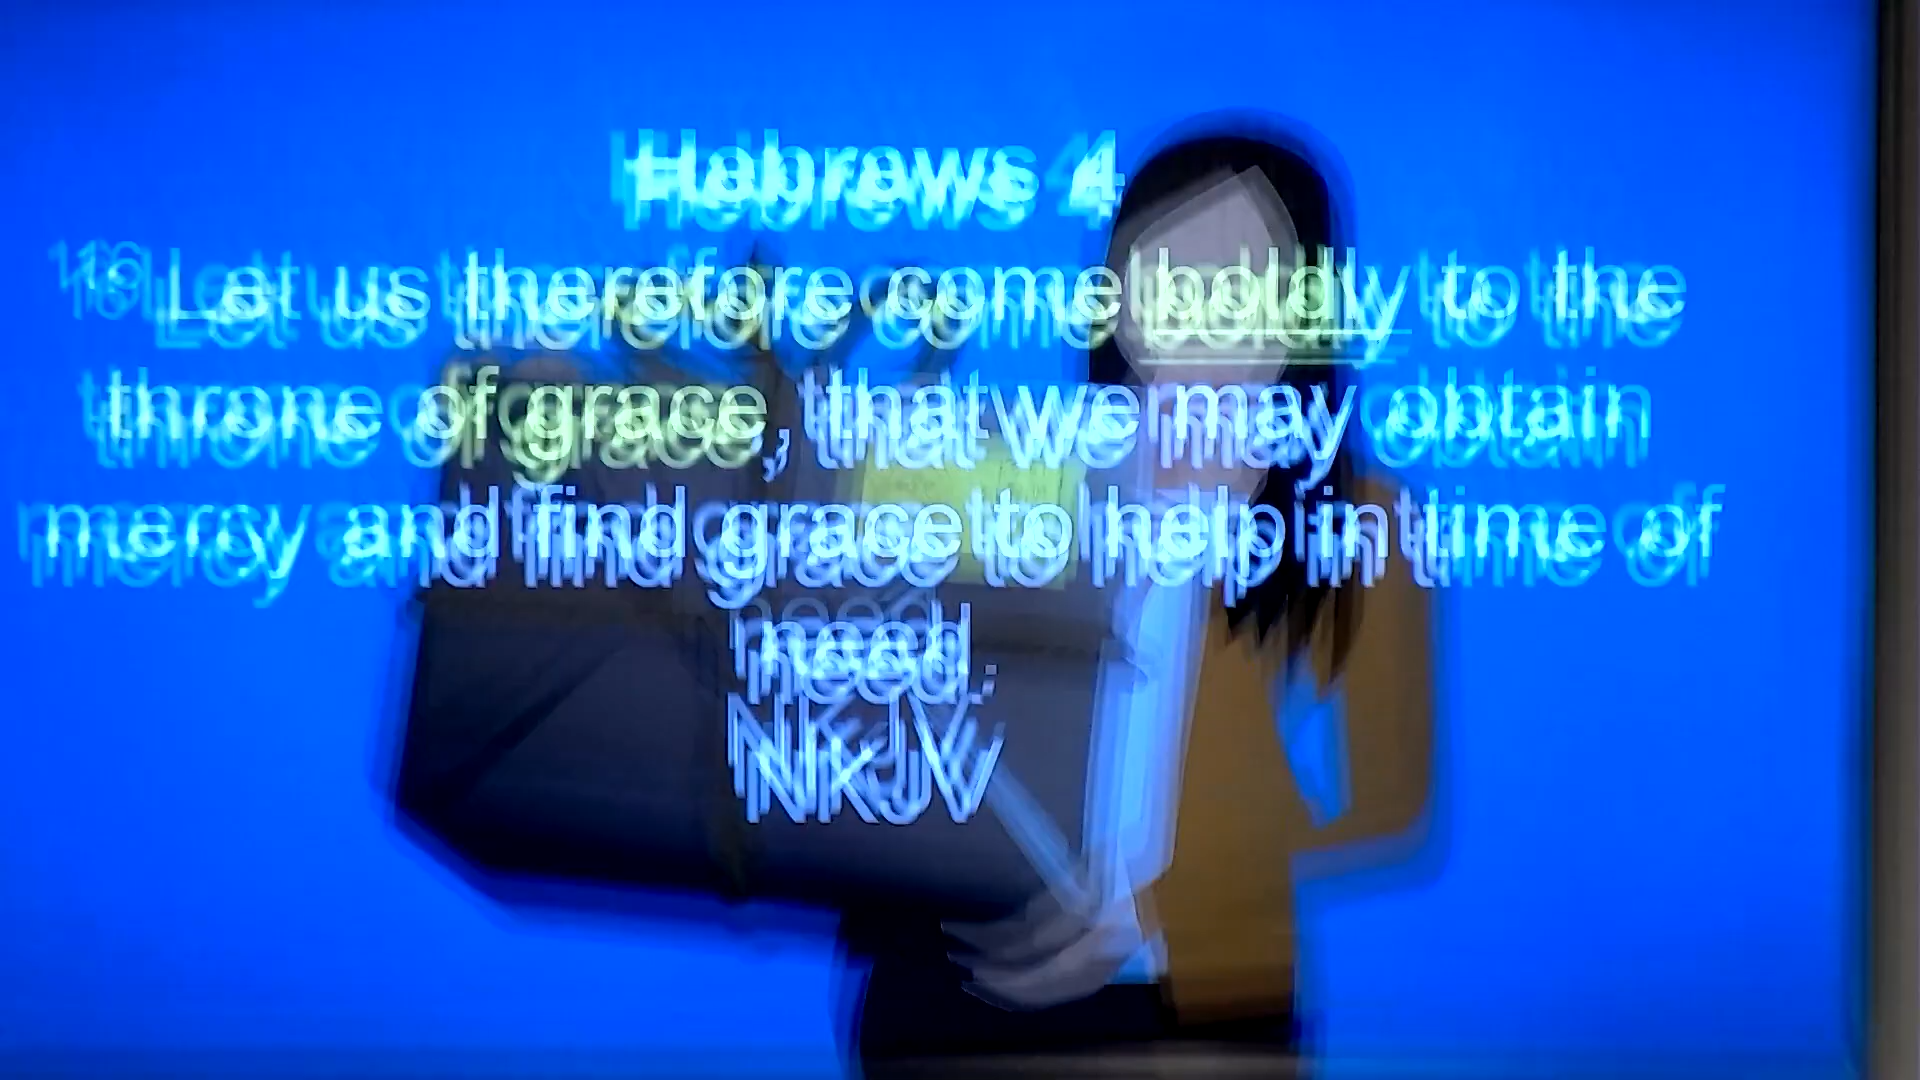 Hebrews 4
16 Let us therefore come boldly to the
throne of grace, that we may obtain
mercy and find grace to help in time of
need.
NKJV